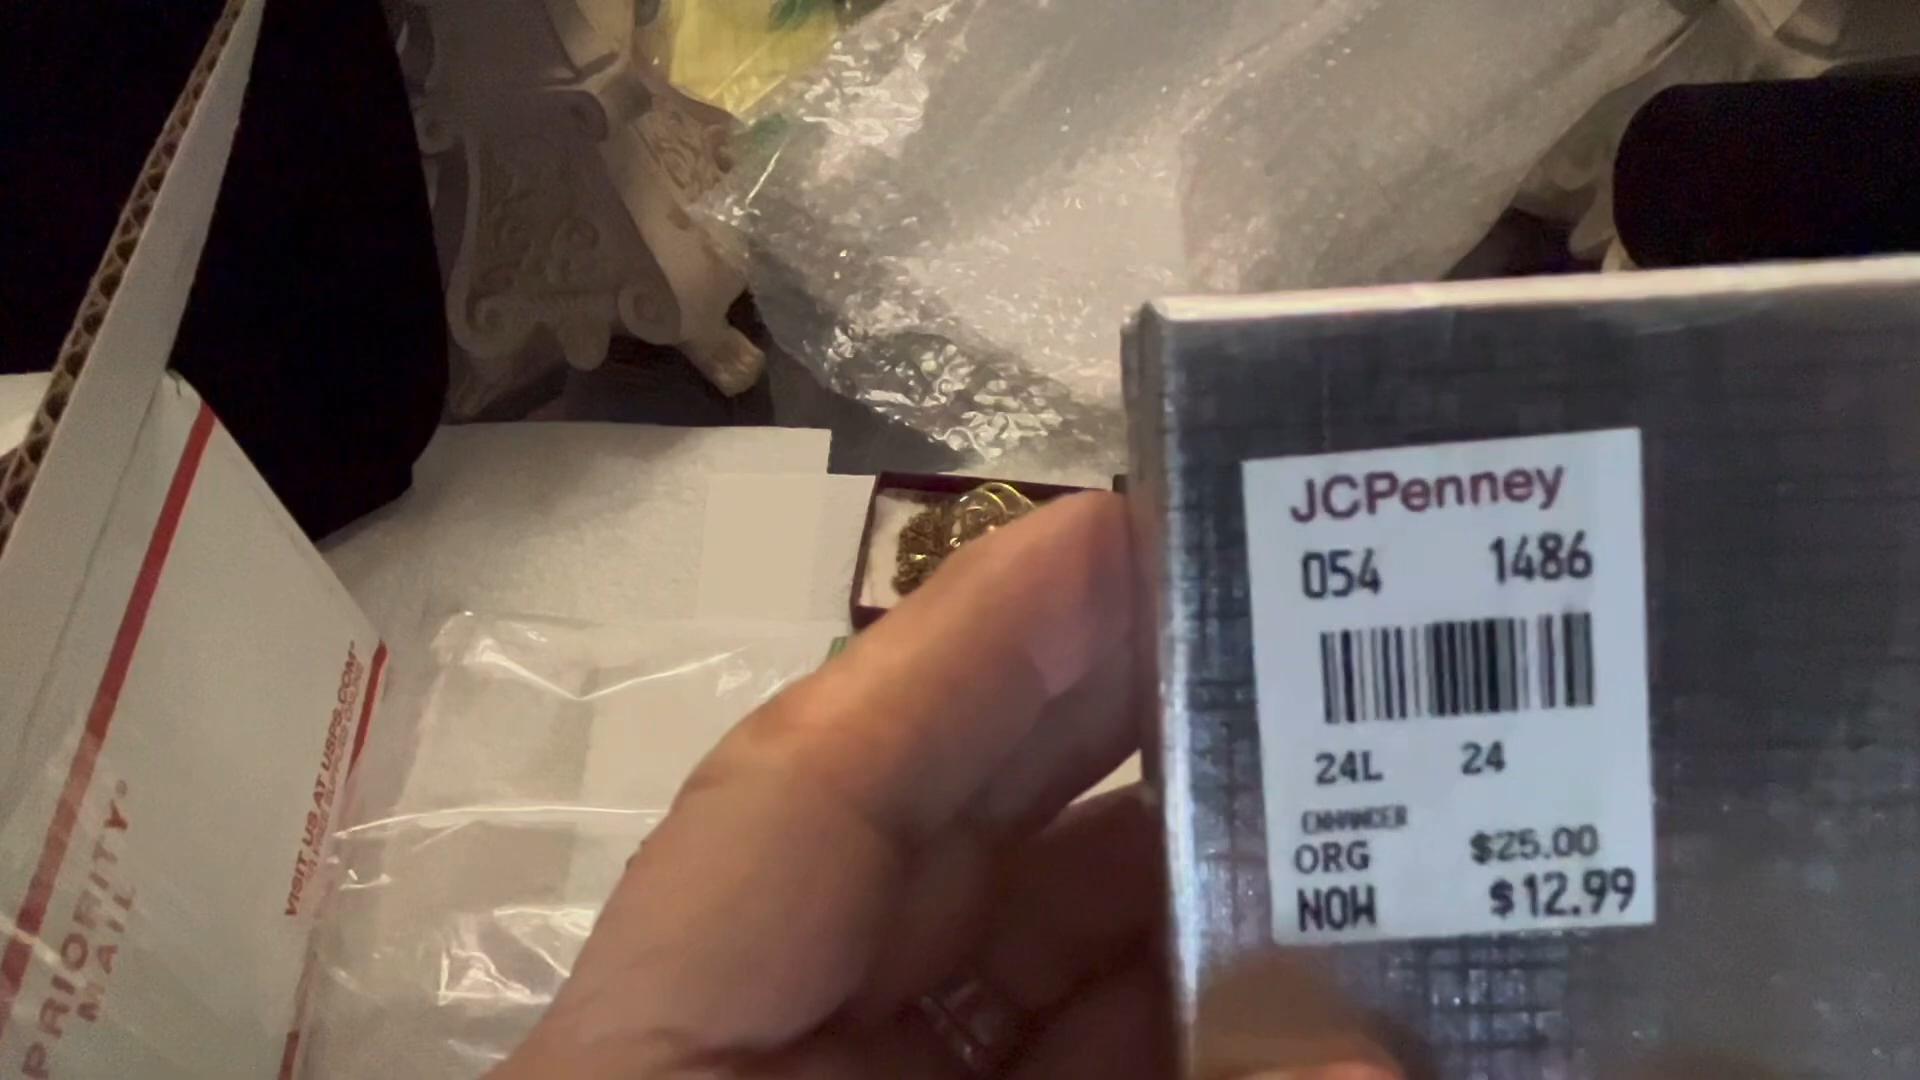 JCPenney
054 1486
24L 24
ENHANCER
ORG $25.00
NOW $12.99
PRIORITY
MAIL®
VISIT US AT USPS.COM®